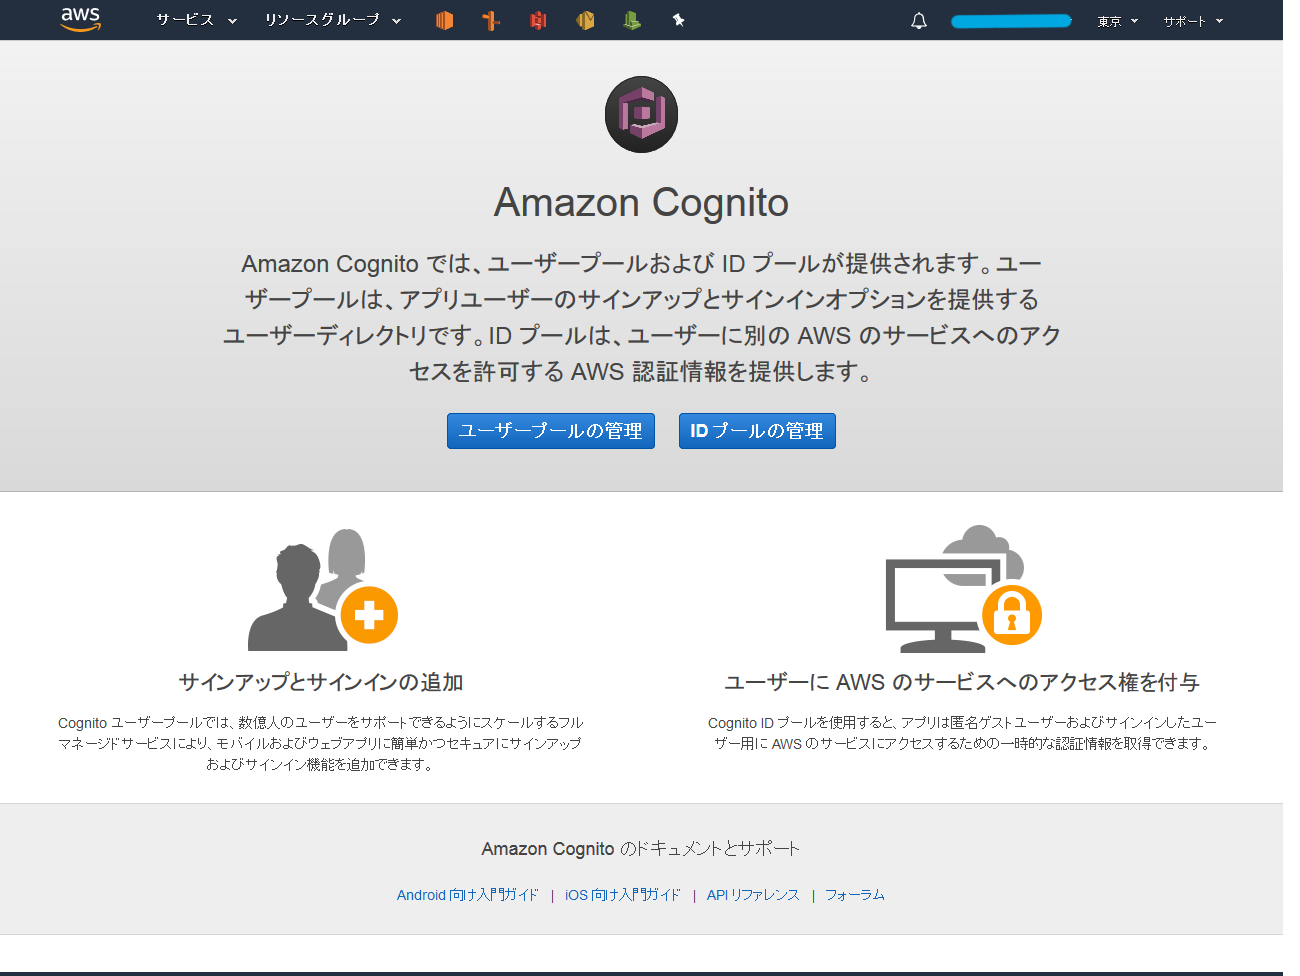 aws
サービス
リソースグループ
東京
サポート
Amazon Cognito
Amazon Cognito では、ユーザープールおよび ID プールが提供されます。ユー
ザープールは、アプリユーザーのサインアップとサインインオプションを提供する
ユーザーディレクトリです。ID プールは、ユーザーに別の AWS のサービスへのアク
セスを許可する AWS 認証情報を提供します。
ユーザープールの管理
ID プールの管理
サインアップとサインインの追加
Cognito ユーザープールでは、数億人のユーザーをサポートできるようにスケールするフル
マネージドサービスにより、モバイルおよびウェブアプリに簡単かつセキュアにサインアップ
およびサインイン機能を追加できます。
ユーザーに AWS のサービスへのアクセス権を付与
Cognito ID プールを使用すると、アプリは匿名ゲストユーザーおよびサインインしたユー
ザー用に AWS のサービスにアクセスするための一時的な認証情報を取得できます。
Amazon Cognito のドキュメントとサポート
Android 向け入門ガイド | iOS 向け入門ガイド | API リファレンス | フォーラム